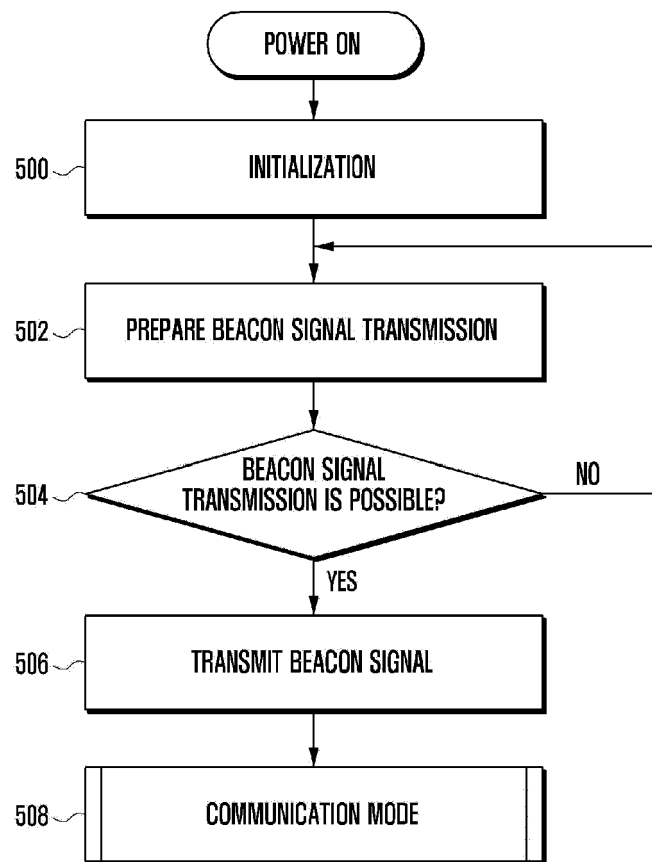 POWER ON
500
INITIALIZATION
502
PREPARE BEACON SIGNAL TRANSMISSION
504
BEACON SIGNAL
TRANSMISSION IS POSSIBLE?
NO
YES
506
TRANSMIT BEACON SIGNAL
508
COMMUNICATION MODE